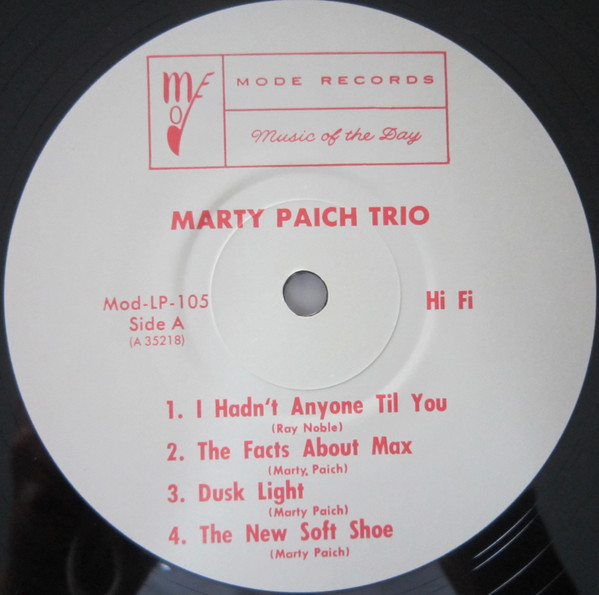 MODE
MODE RECORDS
Music of the Day
MARTY PAICH TRIO
Mod-LP-105
Hi Fi
Side A
(A 35218)
1. I Hadn't Anyone Til You
(Ray Noble)
2. The Facts About Max
(Marty, Paich)
3. Dusk Light
(Marty Paich)
4. The New Soft Shoe
(Marty Paich)